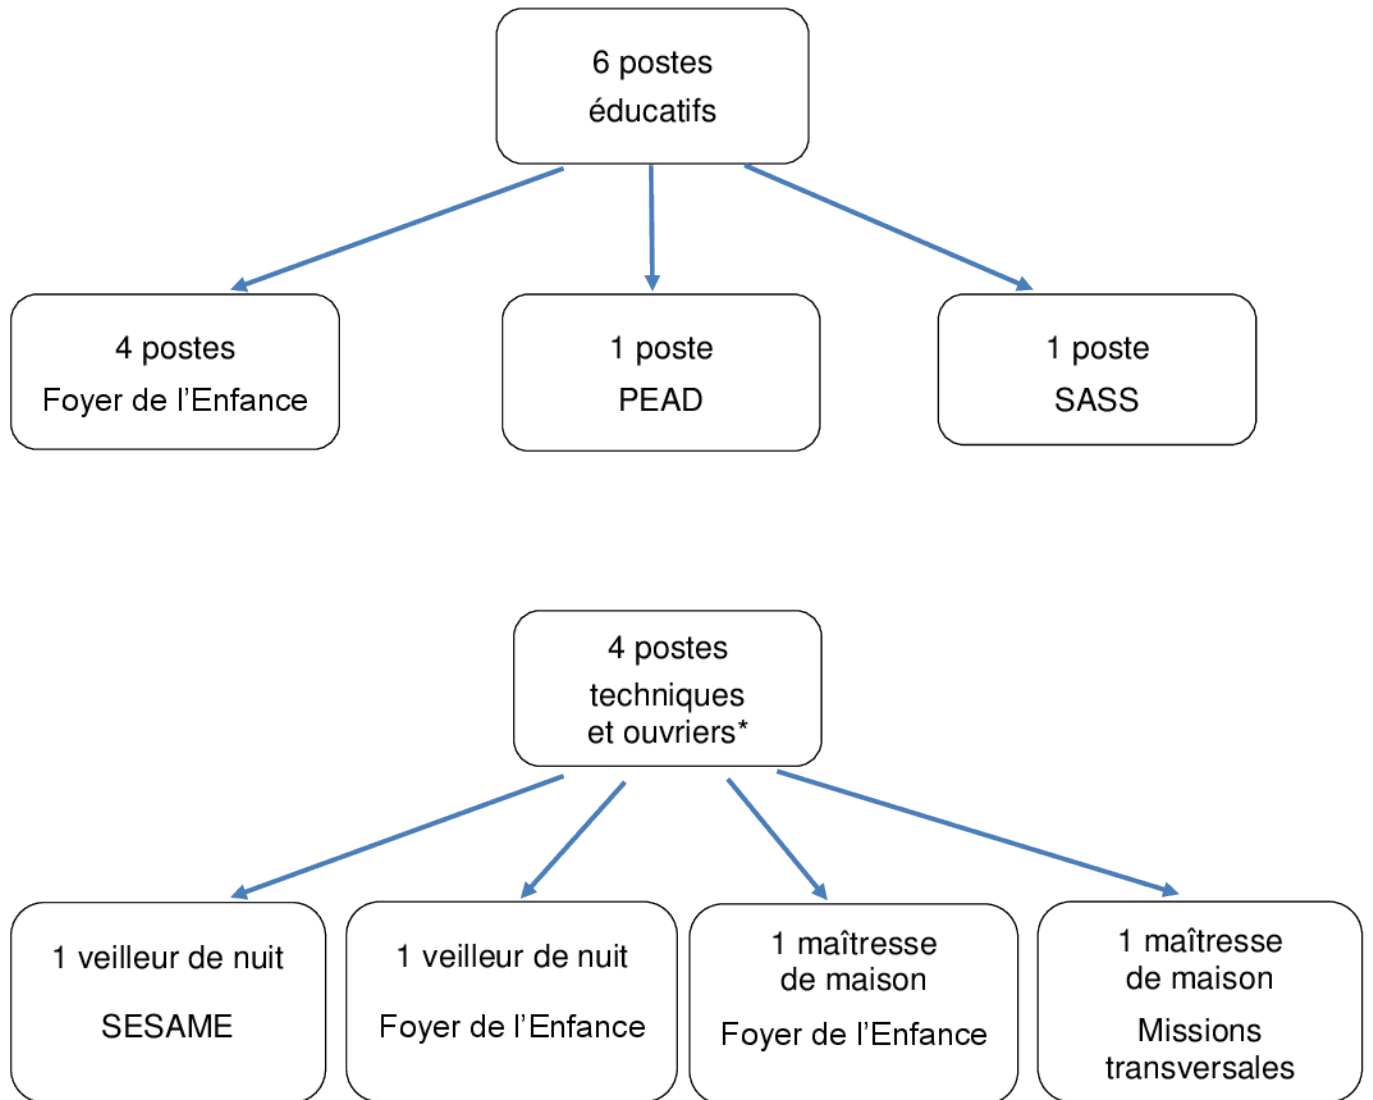 6 postes
éducatifs
4 postes
Foyer de l’Enfance
1 poste
PEAD
1 poste
SASS
4 postes
techniques
et ouvriers*
1 veilleur de nuit
SESAME
1 veilleur de nuit
Foyer de l’Enfance
1 maîtresse
de maison
Foyer de l’Enfance
1 maîtresse
de maison
Missions
transversales